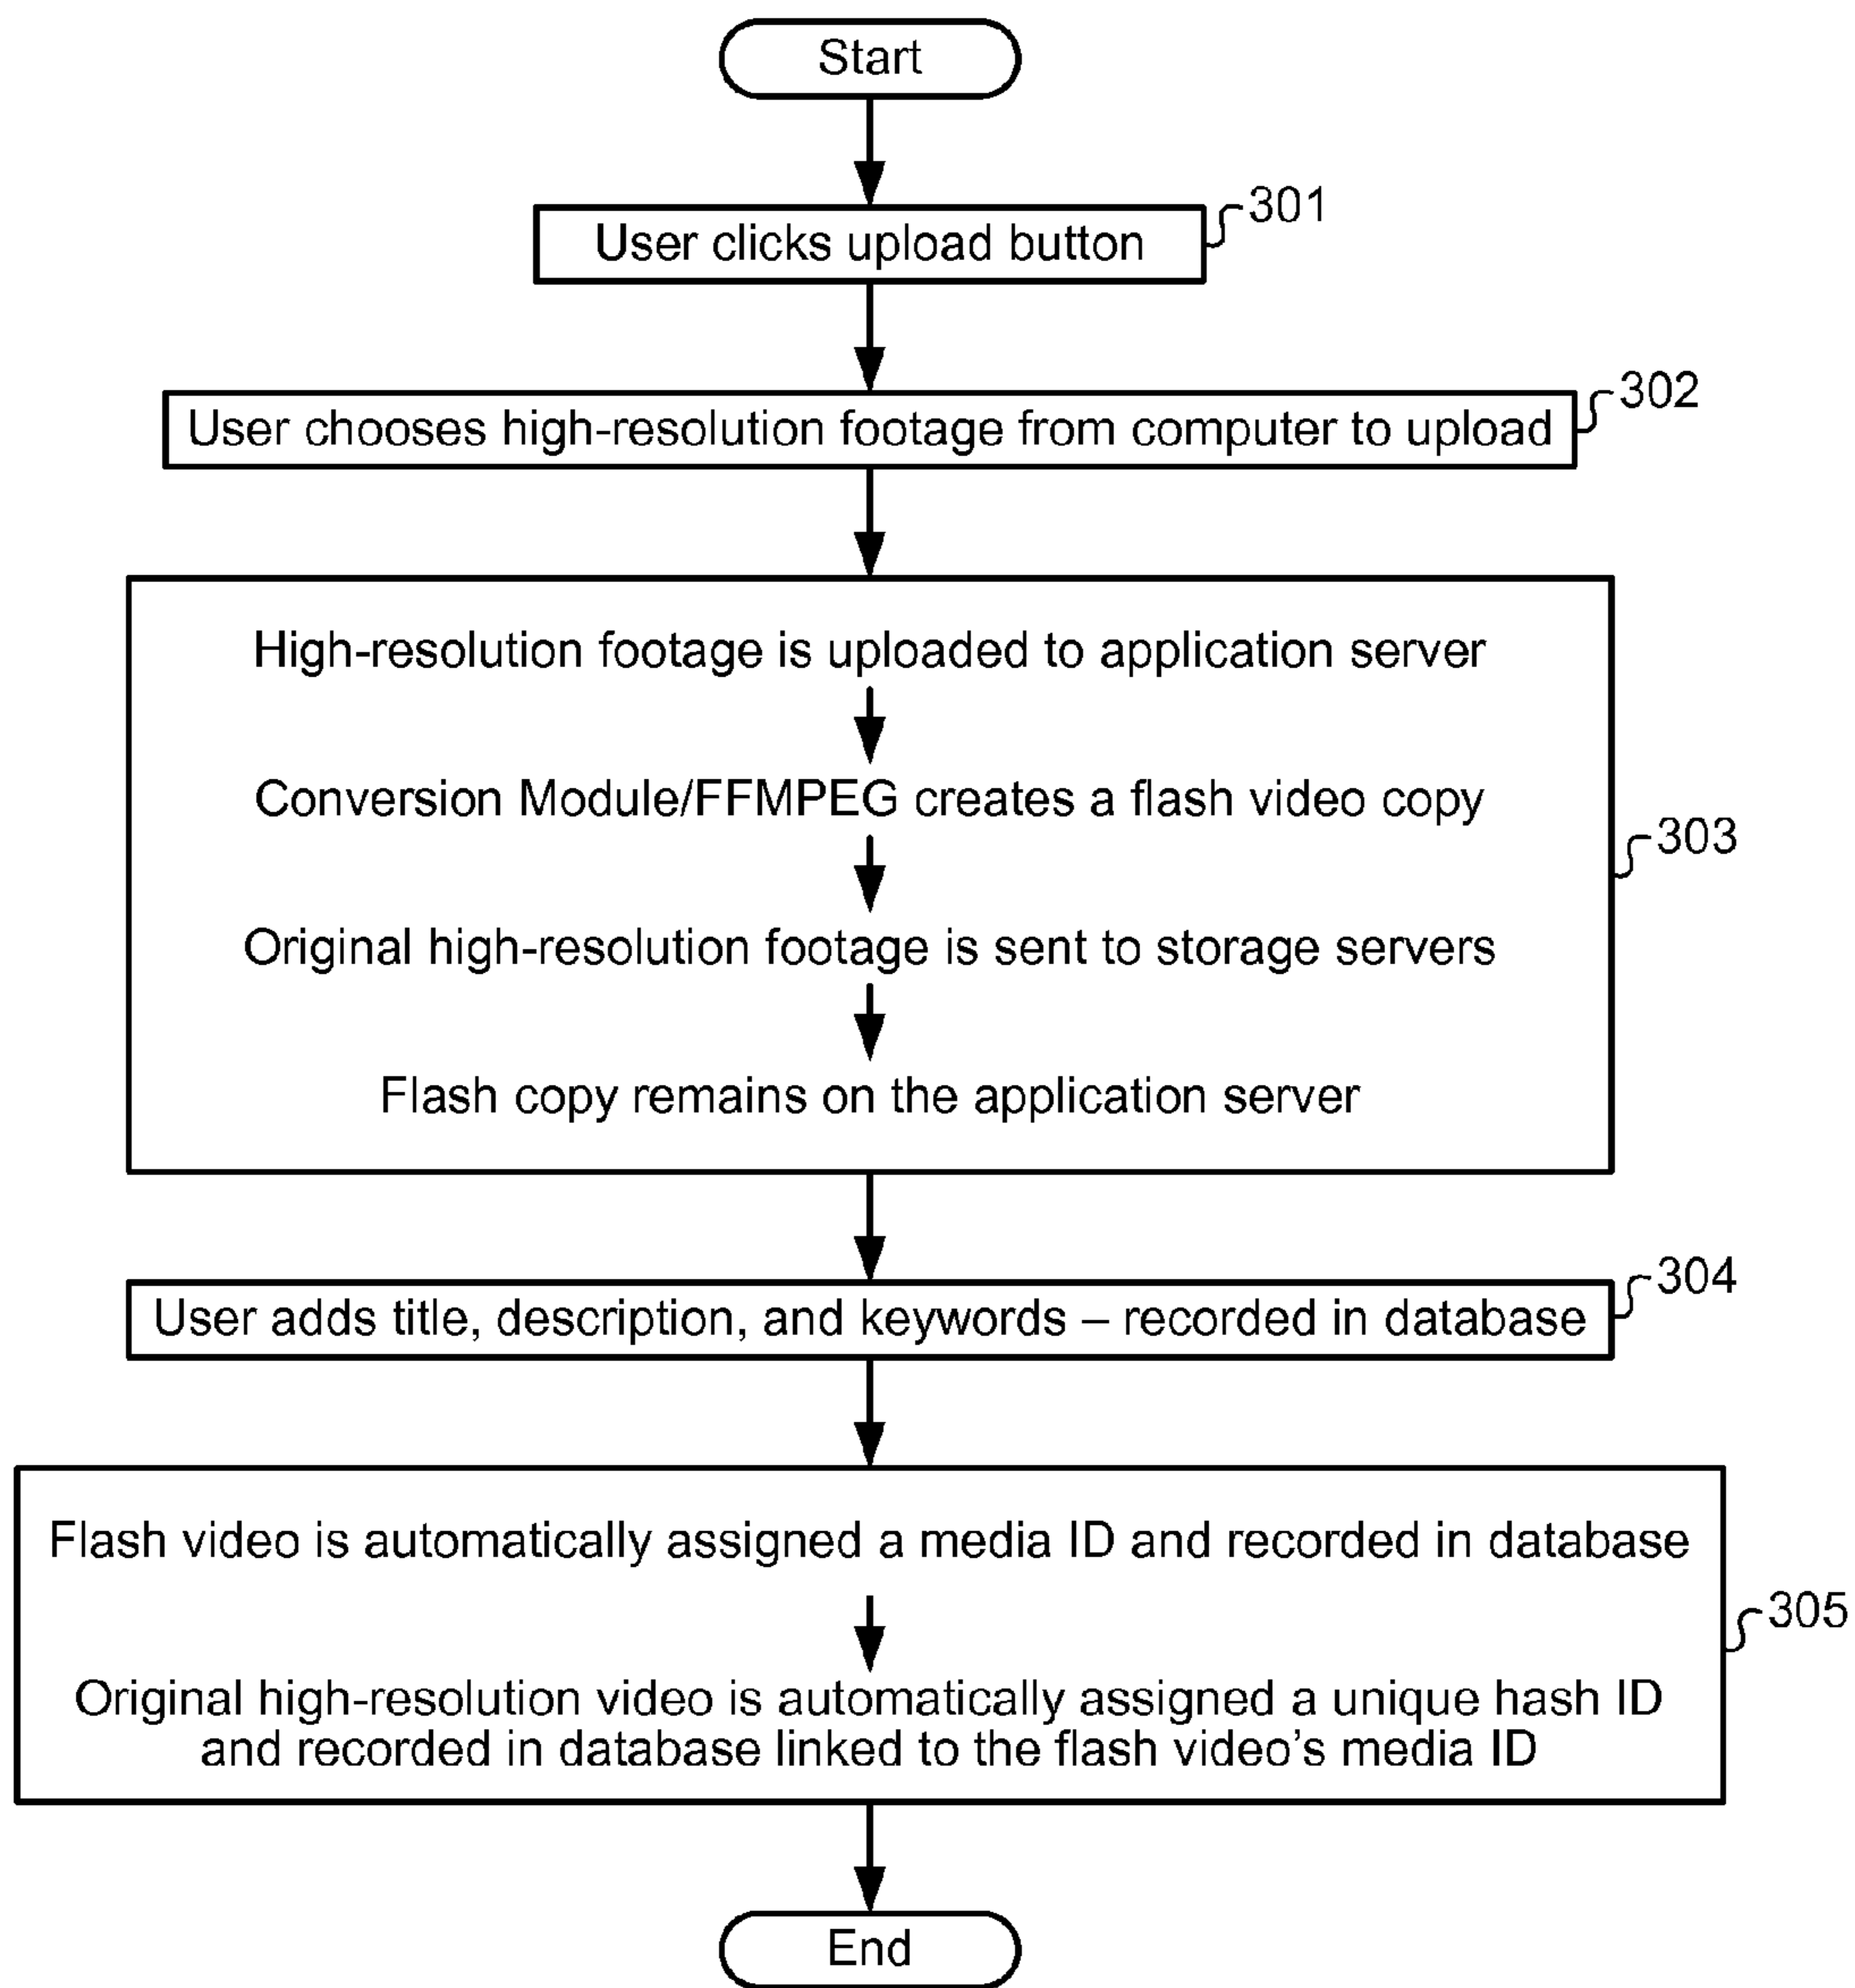 Start
User clicks upload button
301
User chooses high-resolution footage from computer to upload
302
High-resolution footage is uploaded to application server
Conversion Module/FFMPEG creates a flash video copy
Original high-resolution footage is sent to storage servers
Flash copy remains on the application server
303
User adds title, description, and keywords – recorded in database
304
Flash video is automatically assigned a media ID and recorded in database
Original high-resolution video is automatically assigned a unique hash ID
and recorded in database linked to the flash video’s media ID
305
End